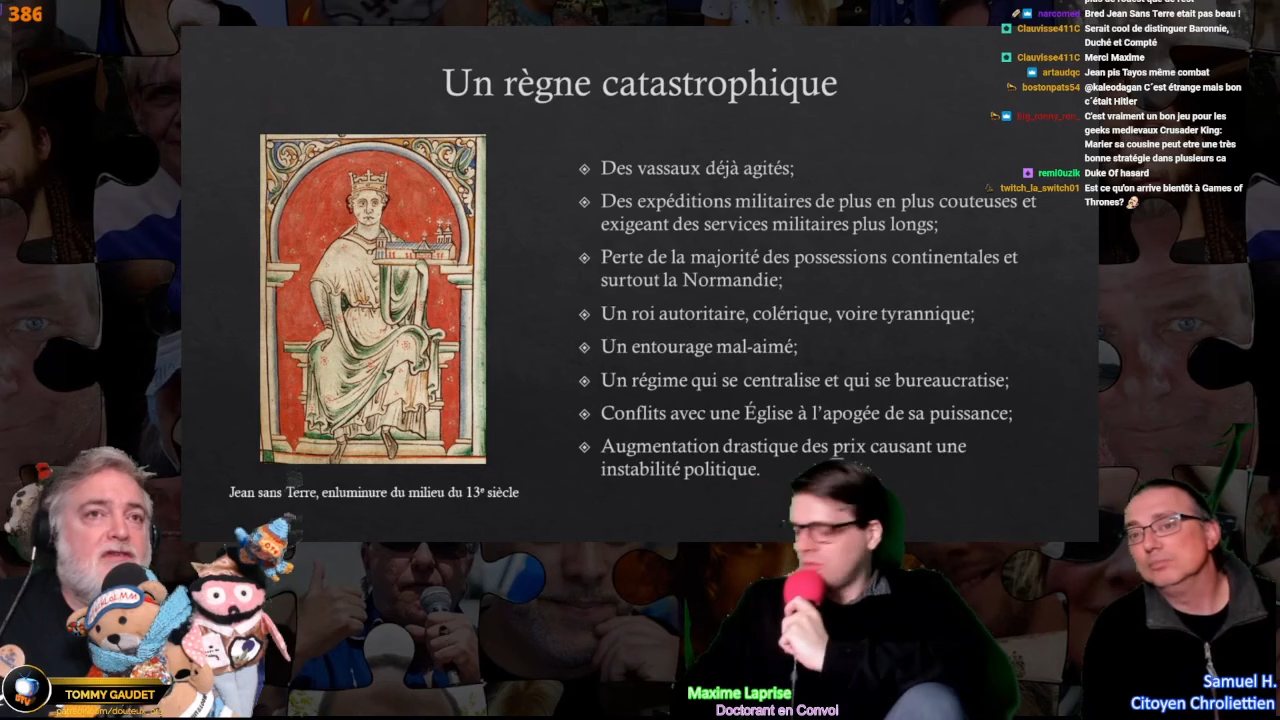 386
plus de l'ouest que de l'est
narcomed Bred Jean Sans Terre etait pas beau !
Clauvisse411C Serait cool de distinguer Baronnie,
Duché et Compté
Clauvisse411C Merci Maxime
artaudqc Jean pis Tayos même combat
bostonpats54 @kaleodagan C´est étrange mais bon
c´était Hitler
C'est vraiment un bon jeu pour les
geeks medievaux Crusader King:
Marier sa cousine peut etre une très
bonne stratégie dans plusieurs ca
remi0uzik Duke Of hasard
twitch_la_switch01 Est ce qu'on arrive bientôt à Games of
Thrones?
Un règne catastrophique
Des vassaux déjà agités;
Des expéditions militaires de plus en plus couteuses et
exigeant des services militaires plus longs;
Perte de la majorité des possessions continentales et
surtout la Normandie;
Un roi autoritaire, colérique, voire tyrannique;
Un entourage mal-aimé;
Un régime qui se centralise et qui se bureaucratise;
Conflits avec une Église à l'apogée de sa puissance;
Augmentation drastique des prix causant une
instabilité politique.
Jean sans Terre, enluminure du milieu du 13e siècle
TOMMY GAUDET
Maxime Laprise
Doctorant en Convoi
Samuel H.
Citoyen Chroliettien